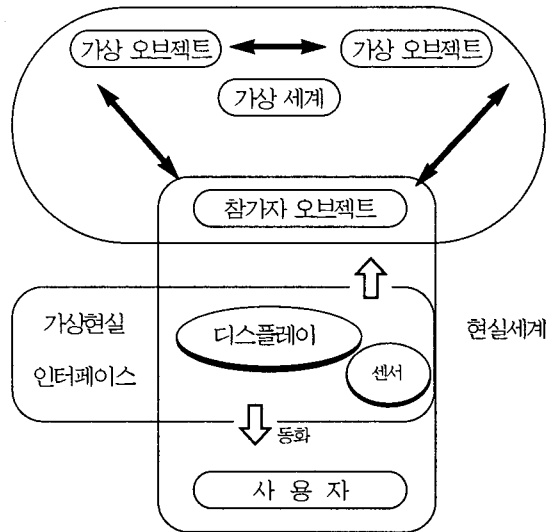 가상 오브젝트
가상 오브젝트
가상 세계
참가자 오브젝트
가상현실
인터페이스
디스플레이
센서
현실세계
동화
사 용 자